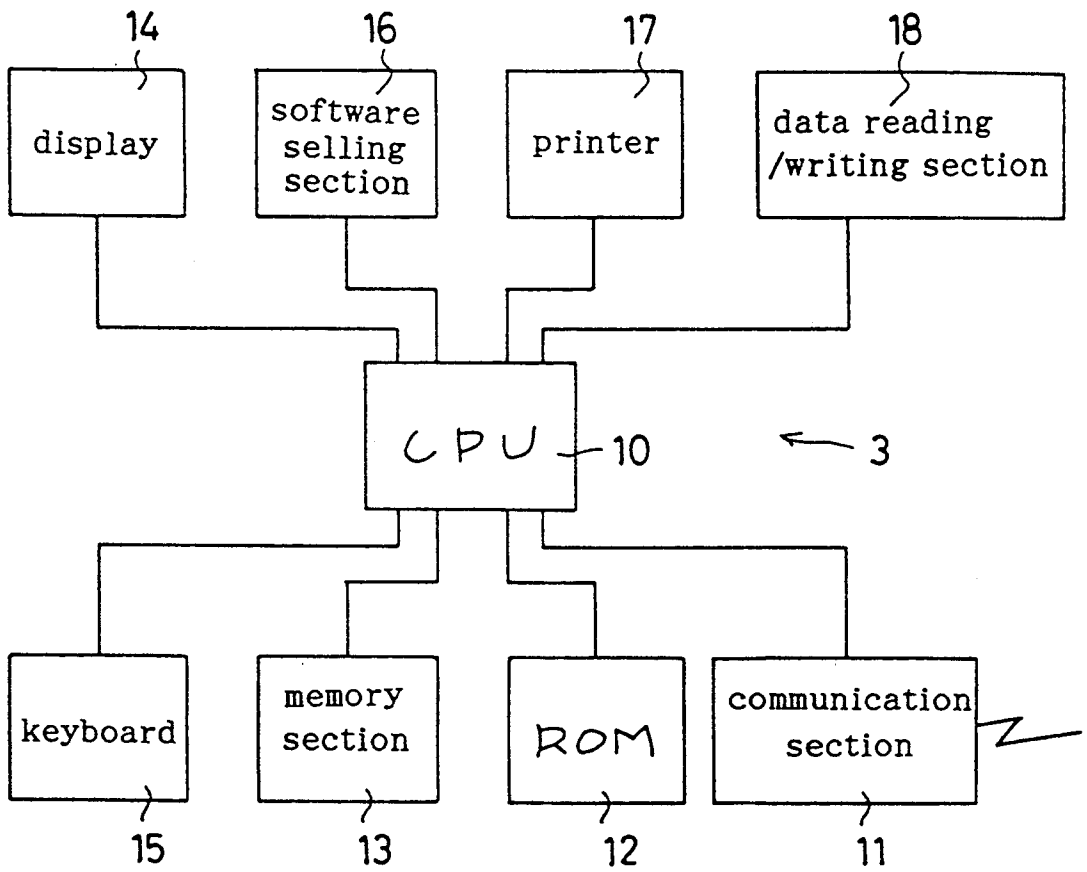 14
16
17
18
display
software
selling
section
printer
data reading
/writing section
CPU
10
3
keyboard
memory
section
ROM
communication
section
15
13
12
11